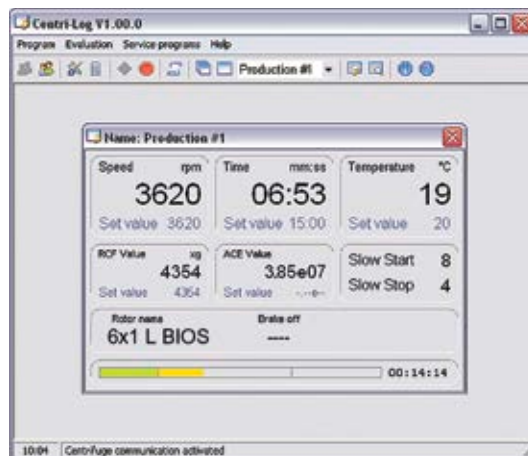 Centri-Log V1.00.0
Program Evaluation Service programs Help
Production #1
Name: Production #1
Speed rpm Time mm:ss Temperature °C
3620 06:53 19
Set value 3620 Set value 15:00 Set value 20
RCF Value xg ACE Value Slow Start 8
4354 3.85e07 Slow Stop 4
Set value 4354 Set value -.--e--
Rotor name Brake off
6x1 L BIOS ----
00:14:14
10:04 Centrifuge communication activated